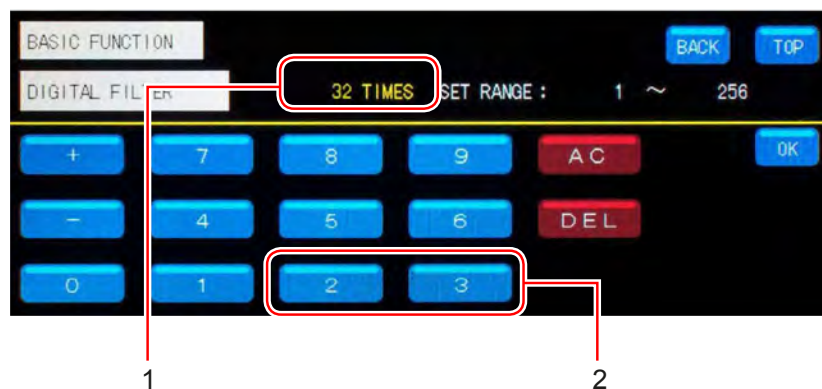 BASIC FUNCTION BACK TOP
DIGITAL FILTER 32 TIMES SET RANGE : 1 ~ 256
+ 7 8 9 AC OK
- 4 5 6 DEL
0 1 2 3
1 2